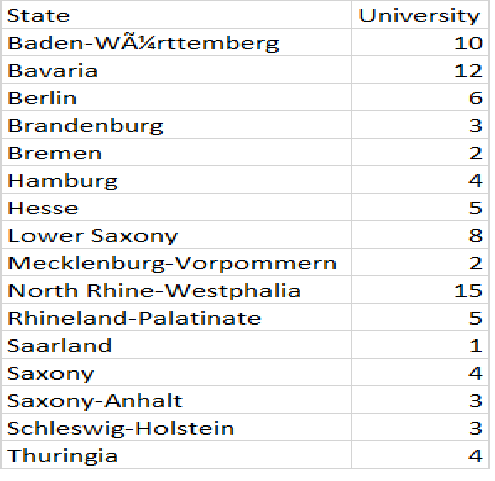 State University
Baden-WÃ¼rttemberg 10
Bavaria 12
Berlin 6
Brandenburg 3
Bremen 2
Hamburg 4
Hesse 5
Lower Saxony 8
Mecklenburg-Vorpommern 2
North Rhine-Westphalia 15
Rhineland-Palatinate 5
Saarland 1
Saxony 4
Saxony-Anhalt 3
Schleswig-Holstein 3
Thuringia 4